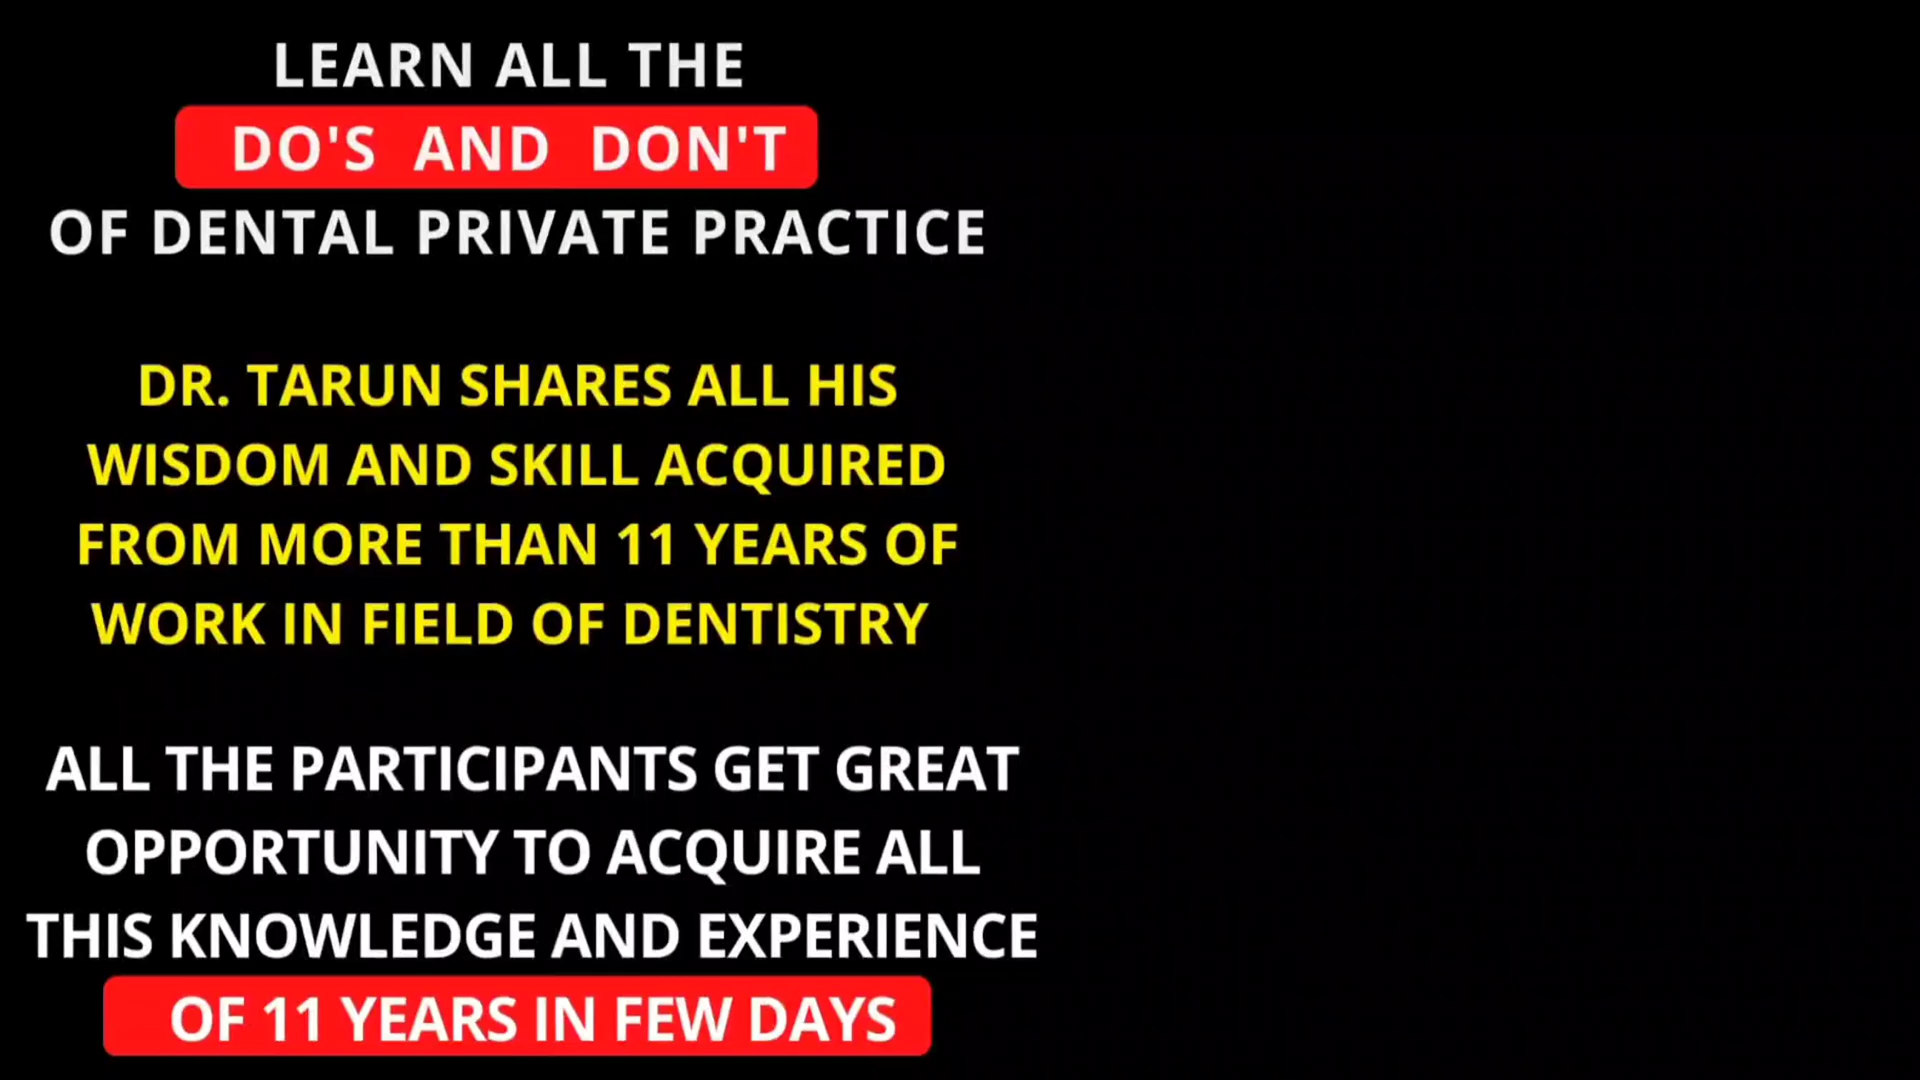 LEARN ALL THE
DO'S AND DON'T
OF DENTAL PRIVATE PRACTICE
DR. TARUN SHARES ALL HIS
WISDOM AND SKILL ACQUIRED
FROM MORE THAN 11 YEARS OF
WORK IN FIELD OF DENTISTRY
ALL THE PARTICIPANTS GET GREAT
OPPORTUNITY TO ACQUIRE ALL
THIS KNOWLEDGE AND EXPERIENCE
OF 11 YEARS IN FEW DAYS